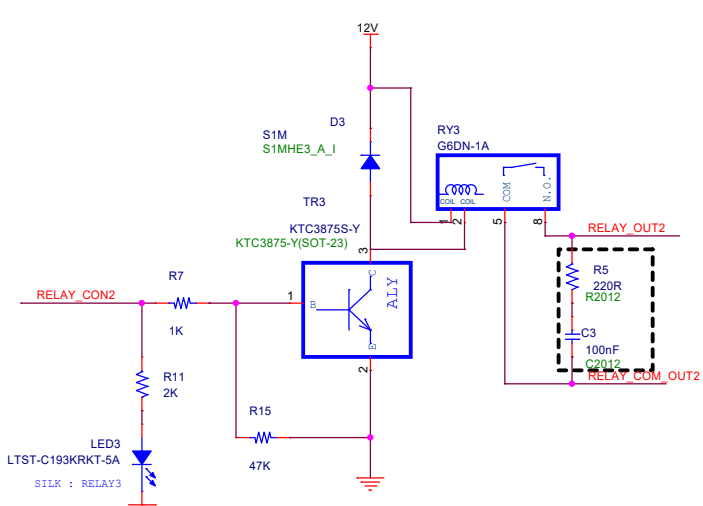 12V
D3
S1M
S1MHE3_A_I
RY3
G6DN-1A
COIL COIL
COM
N.O.
1
2
5
8
TR3
KTC3875S-Y
KTC3875-Y(SOT-23)
3
RELAY_OUT2
R5
220R
R2012
C3
100nF
C2012
RELAY_COM_OUT2
R7
1K
RELAY_CON2
1
B
C
ALY
E
2
R11
2K
R15
47K
LED3
LTST-C193KRKT-5A
SILK : RELAY3